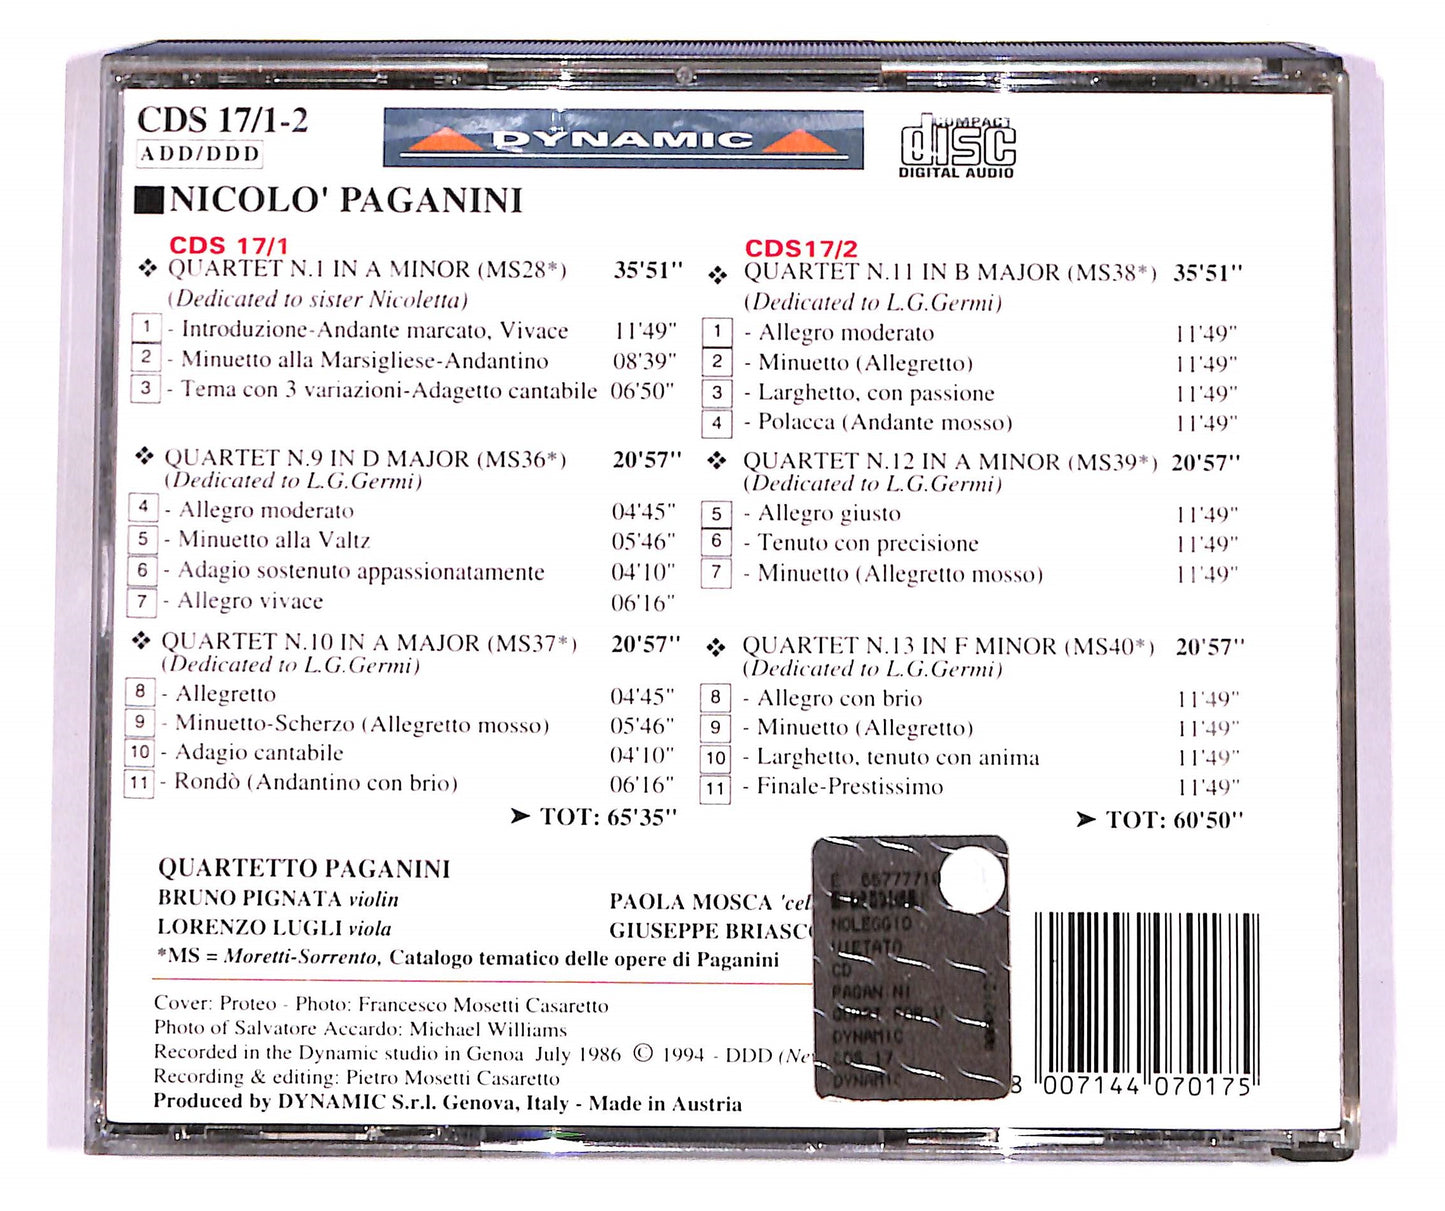 CDS 17/1-2
ADD/DDD
DYNAMIC
COMPACT
disc
DIGITAL AUDIO
NICOLO' PAGANINI
CDS 17/1
QUARTET N.1 IN A MINOR (MS28*) 35'51"
(Dedicated to sister Nicoletta)
1 - Introduzione-Andante marcato, Vivace 11'49"
2 - Minuetto alla Marsigliese-Andantino 08'39"
3 - Tema con 3 variazioni-Adagetto cantabile 06'50"
QUARTET N.9 IN D MAJOR (MS36*) 20'57"
(Dedicated to L.G.Germi)
4 - Allegro moderato 04'45"
5 - Minuetto alla Valtz 05'46"
6 - Adagio sostenuto appassionatamente 04'10"
7 - Allegro vivace 06'16"
QUARTET N.10 IN A MAJOR (MS37*) 20'57"
(Dedicated to L.G.Germi)
8 - Allegretto 04'45"
9 - Minuetto-Scherzo (Allegretto mosso) 05'46"
10 - Adagio cantabile 04'10"
11 - Rondò (Andantino con brio) 06'16"
➤ TOT: 65'35"
CDS17/2
QUARTET N.11 IN B MAJOR (MS38*) 35'51"
(Dedicated to L.G.Germi)
1 - Allegro moderato 11'49"
2 - Minuetto (Allegretto) 11'49"
3 - Larghetto, con passione 11'49"
4 - Polacca (Andante mosso) 11'49"
QUARTET N.12 IN A MINOR (MS39*) 20'57"
(Dedicated to L.G.Germi)
5 - Allegro giusto 11'49"
6 - Tenuto con precisione 11'49"
7 - Minuetto (Allegretto mosso) 11'49"
QUARTET N.13 IN F MINOR (MS40*) 20'57"
(Dedicated to L.G.Germi)
8 - Allegro con brio 11'49"
9 - Minuetto (Allegretto) 11'49"
10 - Larghetto, tenuto con anima 11'49"
11 - Finale-Prestissimo 11'49"
➤ TOT: 60'50"
QUARTETTO PAGANINI
BRUNO PIGNATA violin PAOLA MOSCA 'cel
LORENZO LUGLI viola GIUSEPPE BRIASCO
*MS = Moretti-Sorrento, Catalogo tematico delle opere di Paganini
Cover: Proteo - Photo: Francesco Mosetti Casaretto
Photo of Salvatore Accardo: Michael Williams
Recorded in the Dynamic studio in Genoa July 1986 © 1994 - DDD (Ne
Recording & editing: Pietro Mosetti Casaretto
Produced by DYNAMIC S.r.l. Genova, Italy - Made in Austria
NOLEGGIO
VIETATO
CD
PAGANINI
DYNAMIC
CDS 17
DYNAMIC
8 007144 070175